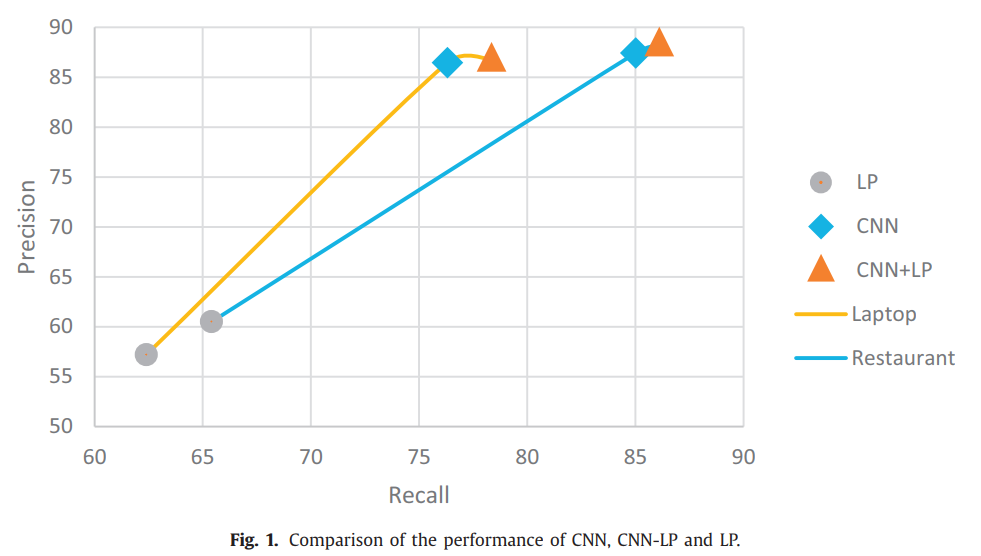 90
85
80
75
70
65
60
55
50
Precision
60 65 70 75 80 85 90
Recall
LP
CNN
CNN+LP
Laptop
Restaurant
Fig. 1. Comparison of the performance of CNN, CNN-LP and LP.